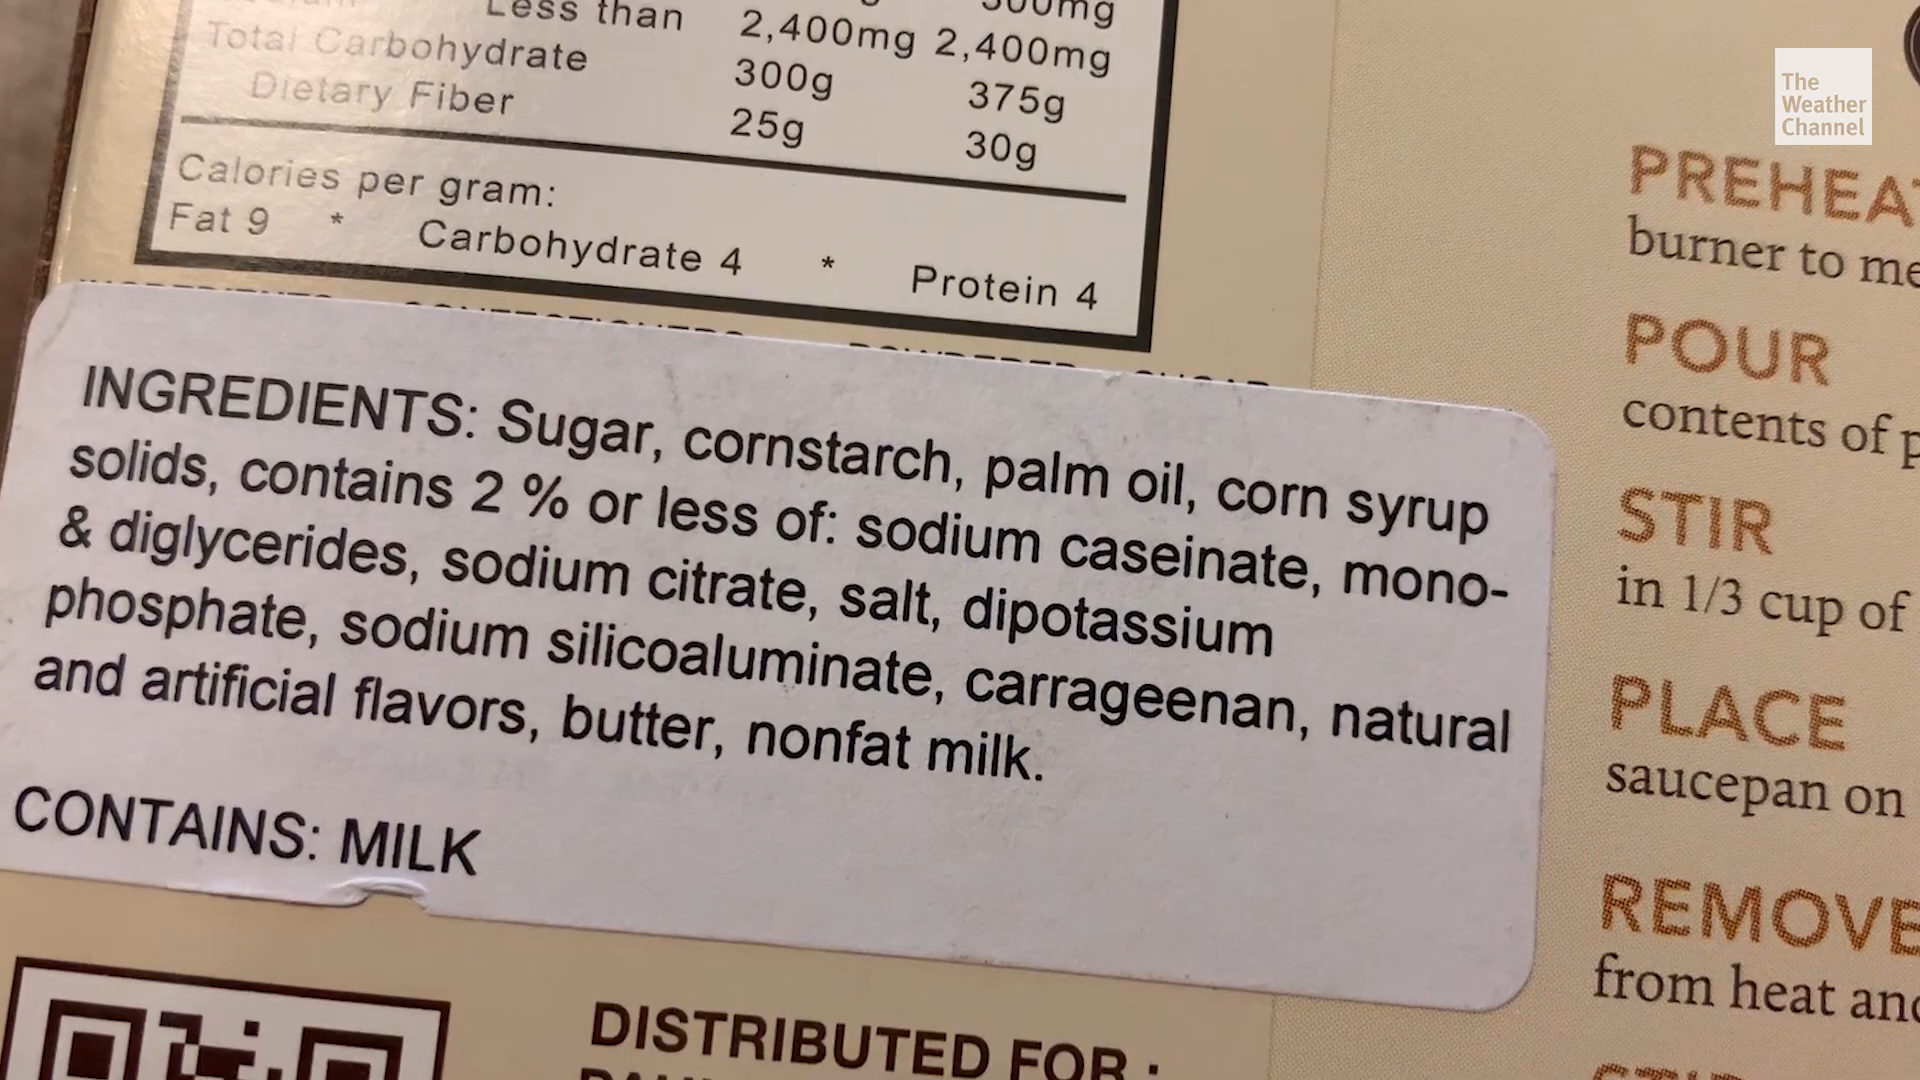 Less than 2,400mg 2,400mg
Total Carbohydrate 300g 375g
Dietary Fiber 25g 30g
Calories per gram:
Fat 9 * Carbohydrate 4 * Protein 4
INGREDIENTS: Sugar, cornstarch, palm oil, corn syrup
solids, contains 2 % or less of: sodium caseinate, mono-
& diglycerides, sodium citrate, salt, dipotassium
phosphate, sodium silicoaluminate, carrageenan, natural
and artificial flavors, butter, nonfat milk.
CONTAINS: MILK
DISTRIBUTED FOR:
The
Weather
Channel
burner to
POUR
contents of
STIR
in 1/3 cup of
PLACE
saucepan on
REMOVE
from heat